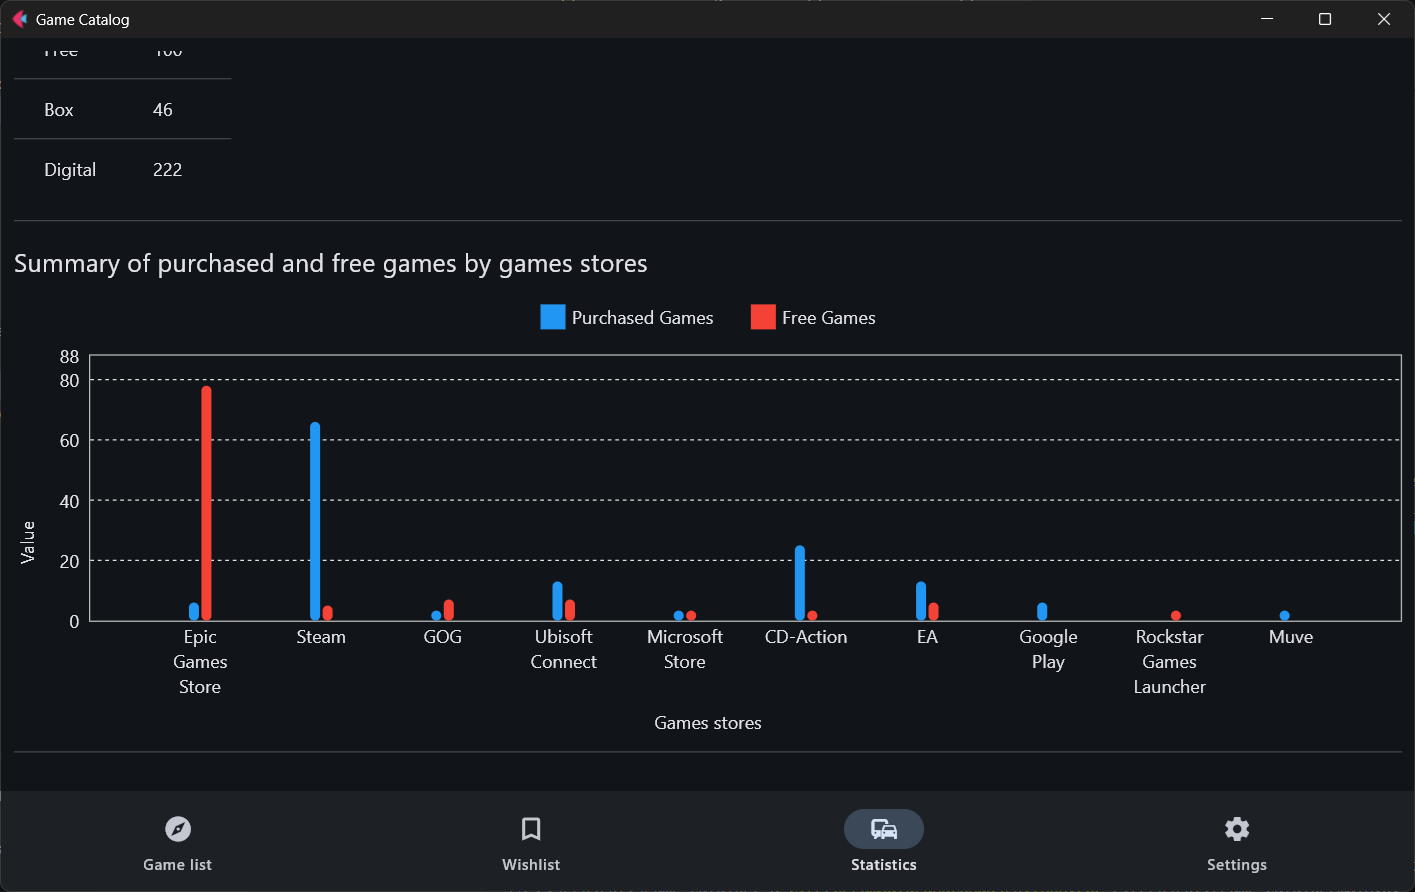 Game Catalog
Free
Box 46
Digital 222
Summary of purchased and free games by games stores
Purchased Games Free Games
88
80
60
40
20
0
Value
Epic Games Store
Steam
GOG
Ubisoft Connect
Microsoft Store
CD-Action
EA
Google Play
Rockstar Games Launcher
Muve
Games stores
Game list Wishlist Statistics Settings